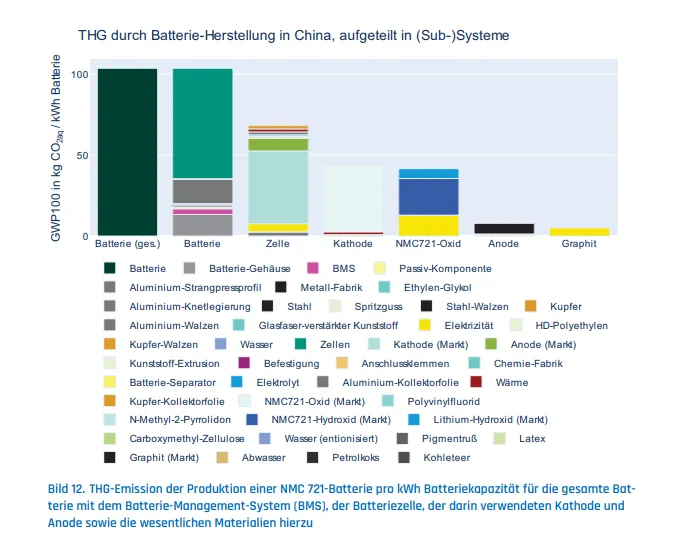 THG durch Batterie-Herstellung in China, aufgeteilt in (Sub-)Systeme
GWP100 in kg CO2äq / kWh Batterie
100
50
0
Batterie (ges.) Batterie Zelle Kathode NMC721-Oxid Anode Graphit
Batterie Batterie-Gehäuse BMS Passiv-Komponente
Aluminium-Strangpressprofil Metall-Fabrik Ethylen-Glykol
Aluminium-Knetlegierung Stahl Spritzguss Stahl-Walzen Kupfer
Aluminium-Walzen Glasfaser-verstärkter Kunststoff Elektrizität HD-Polyethylen
Kupfer-Walzen Wasser Zellen Kathode (Markt) Anode (Markt)
Kunststoff-Extrusion Befestigung Anschlussklemmen Chemie-Fabrik
Batterie-Separator Elektrolyt Aluminium-Kollektorfolie Wärme
Kupfer-Kollektorfolie NMC721-Oxid (Markt) Polyvinylfluorid
N-Methyl-2-Pyrrolidon NMC721-Hydroxid (Markt) Lithium-Hydroxid (Markt)
Carboxymethyl-Zellulose Wasser (entionisiert) Pigmentruß Latex
Graphit (Markt) Abwasser Petrolkoks Kohleteer
Bild 12. THG-Emission der Produktion einer NMC 721-Batterie pro kWh Batteriekapazität für die gesamte Bat-
terie mit dem Batterie-Management-System (BMS), der Batteriezelle, der darin verwendeten Kathode und
Anode sowie die wesentlichen Materialien hierzu